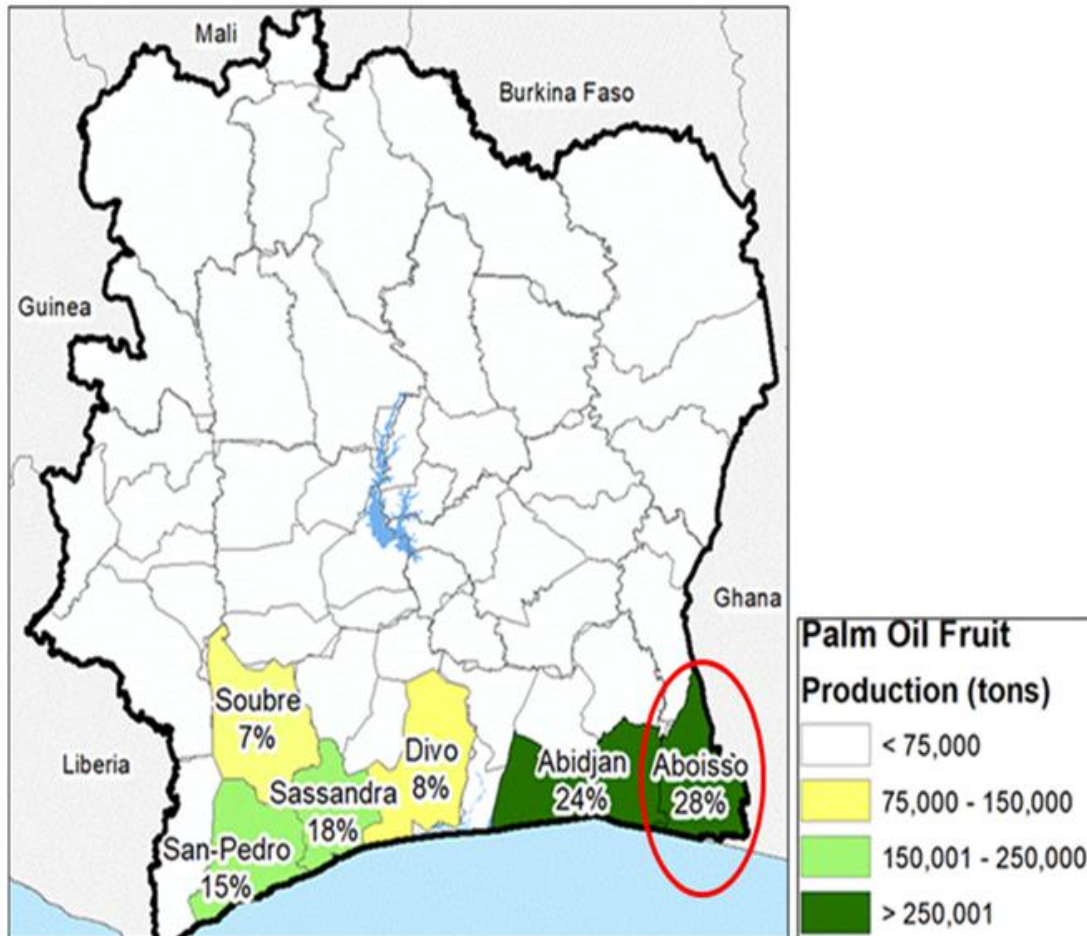 Mali
Burkina Faso
Guinea
Ghana
Liberia
Soubre
7%
Divo
8%
Sassandra
18%
San-Pedro
15%
Abidjan
24%
Aboisso
28%
Palm Oil Fruit
Production (tons)
< 75,000
75,000 - 150,000
150,001 - 250,000
> 250,001